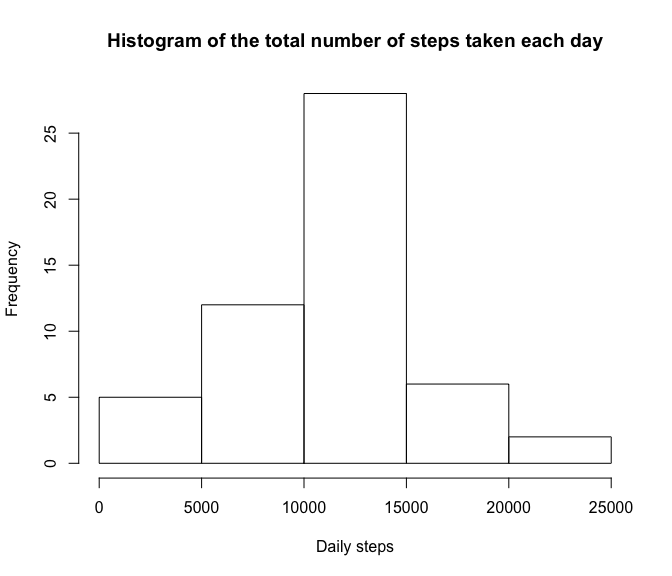 Histogram of the total number of steps taken each day
Frequency
25
20
15
10
5
0
0 5000 10000 15000 20000 25000
Daily steps